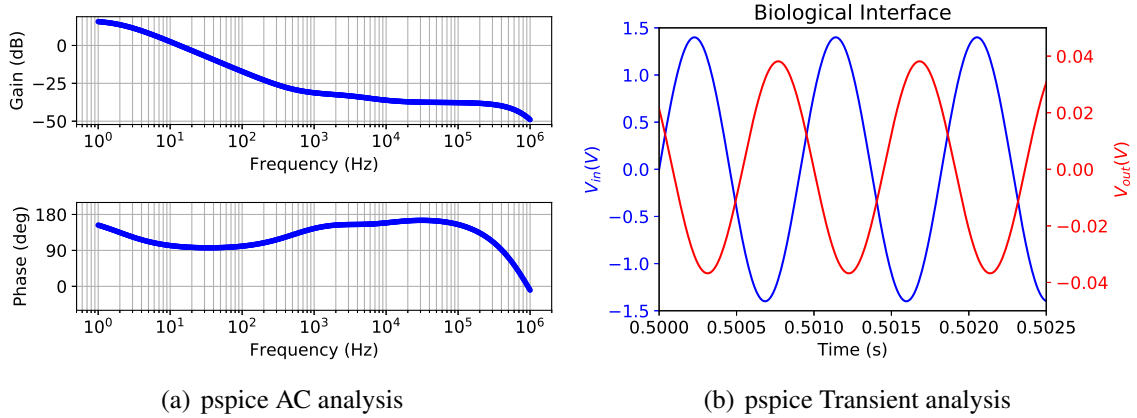 Gain (dB)
0
−25
−50
10^0 10^1 10^2 10^3 10^4 10^5 10^6
Frequency (Hz)
Phase (deg)
180
90
0
10^0 10^1 10^2 10^3 10^4 10^5 10^6
Frequency (Hz)
(a) pspice AC analysis
Biological Interface
V_in(V)
1.5
1.0
0.5
0.0
−0.5
−1.0
−1.5
0.5000 0.5005 0.5010 0.5015 0.5020 0.5025
Time (s)
0.04
0.02
0.00
−0.02
−0.04
V_out(V)
(b) pspice Transient analysis